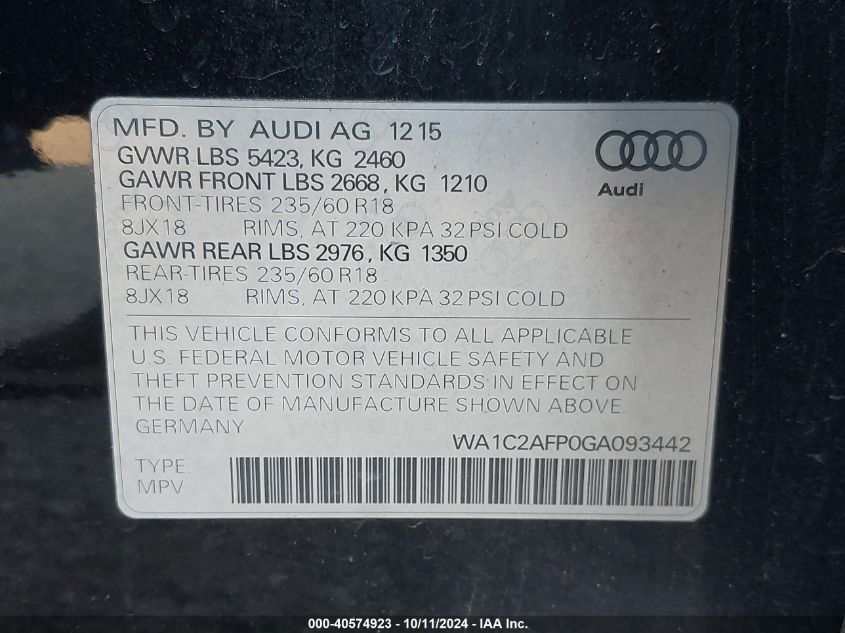 MFD. BY AUDI AG 12 15
GVWR LBS 5423, KG 2460
GAWR FRONT LBS 2668, KG 1210
FRONT-TIRES 235/60 R18
8JX18 RIMS, AT 220 KPA 32 PSI COLD
GAWR REAR LBS 2976, KG 1350
REAR-TIRES 235/60 R18
8JX18 RIMS, AT 220 KPA 32 PSI COLD
Audi
THIS VEHICLE CONFORMS TO ALL APPLICABLE
U.S. FEDERAL MOTOR VEHICLE SAFETY AND
THEFT PREVENTION STANDARDS IN EFFECT ON
THE DATE OF MANUFACTURE SHOWN ABOVE.
GERMANY
WA1C2AFP0GA093442
TYPE:
MPV
000-40574923 - 10/11/2024 - IAA Inc.